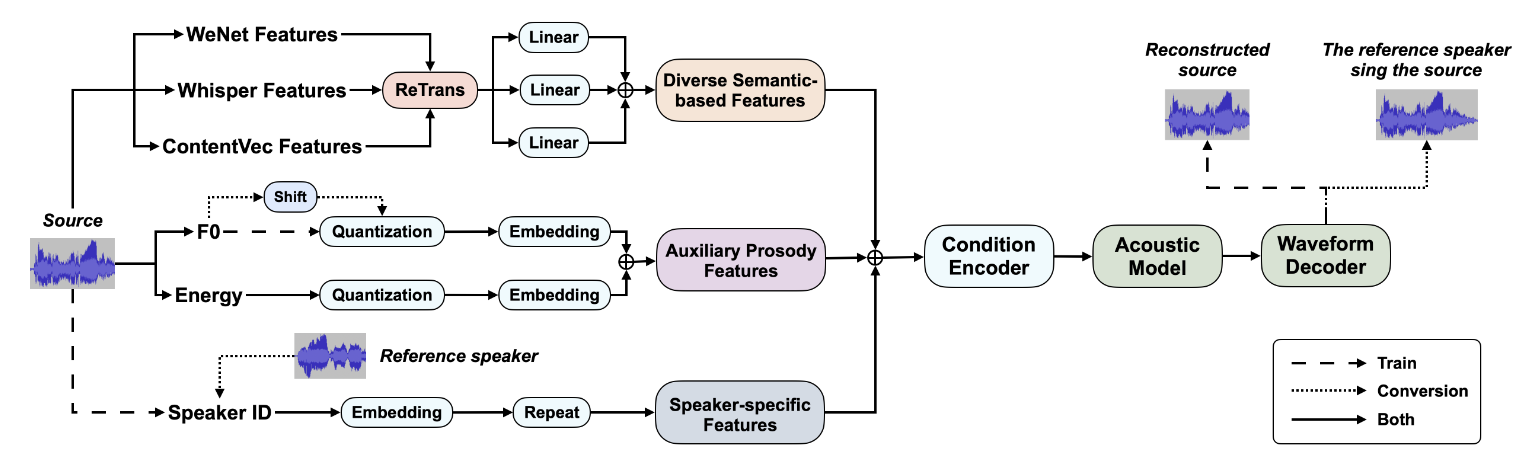 WeNet Features
Whisper Features
ContentVec Features
ReTrans
Linear
Linear
Linear
Diverse Semantic-
based Features
Source
F0
Shift
Quantization
Embedding
Energy
Quantization
Embedding
Auxiliary Prosody
Features
Reference speaker
Speaker ID
Embedding
Repeat
Speaker-specific
Features
Condition
Encoder
Acoustic
Model
Waveform
Decoder
Reconstructed
source
The reference speaker
sing the source
Train
Conversion
Both